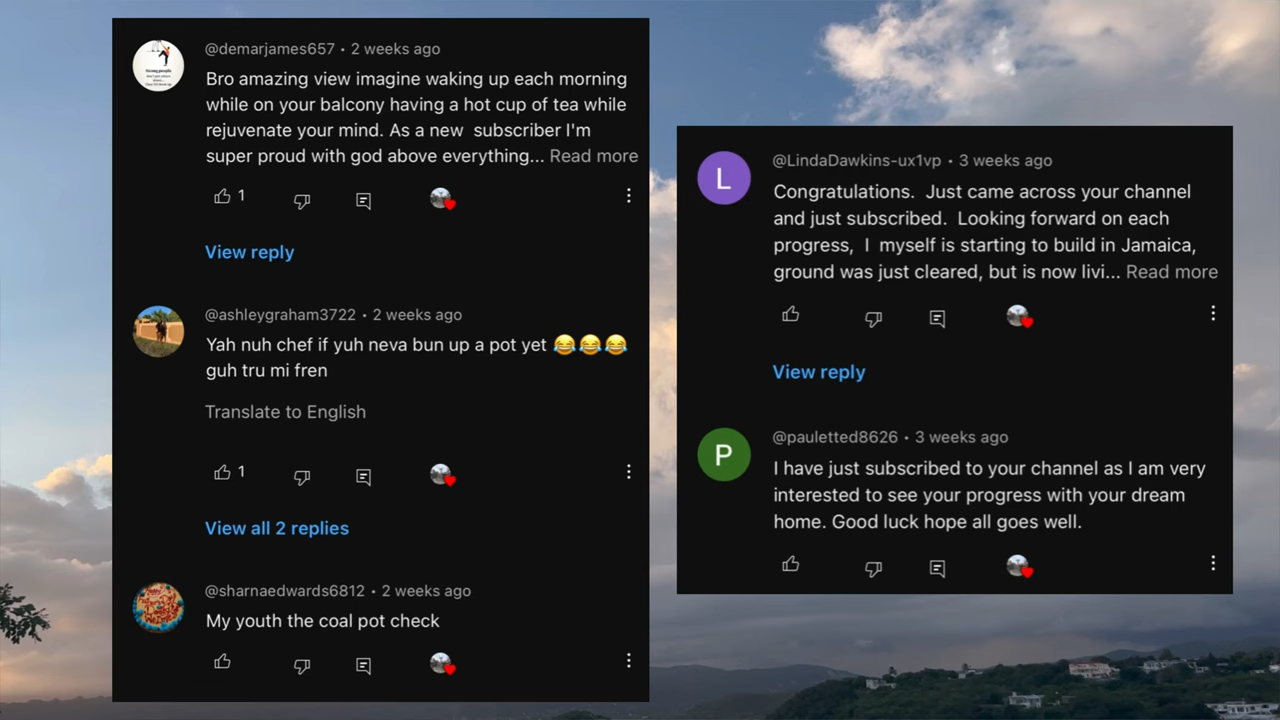 @demarjames657 • 2 weeks ago
Bro amazing view imagine waking up each morning
while on your balcony having a hot cup of tea while
rejuvenate your mind. As a new subscriber I'm
super proud with god above everything... Read more
1
View reply
@ashleygraham3722 • 2 weeks ago
Yah nuh chef if yuh neva bun up a pot yet 😂😂😂
guh tru mi fren
Translate to English
1
View all 2 replies
@sharnaedwards6812 • 2 weeks ago
My youth the coal pot check
L
@LindaDawkins-ux1vp • 3 weeks ago
Congratulations. Just came across your channel
and just subscribed. Looking forward on each
progress, I myself is starting to build in Jamaica,
ground was just cleared, but is now livi... Read more
View reply
P
@pauletted8626 • 3 weeks ago
I have just subscribed to your channel as I am very
interested to see your progress with your dream
home. Good luck hope all goes well.